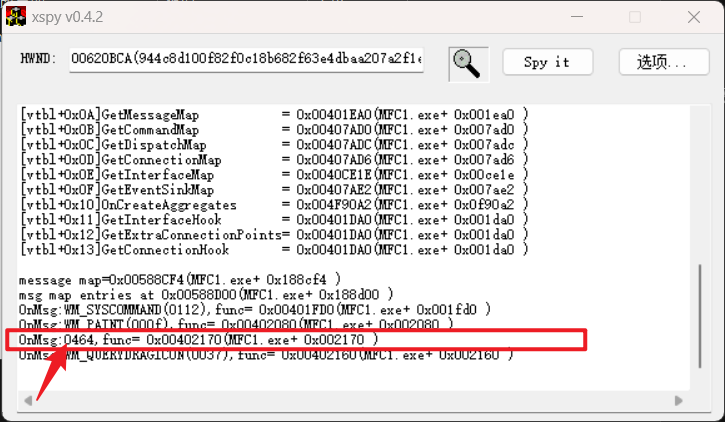 xspy v0.4.2
HWND: 00620BCA(944c8d100f82f0c18b682f63e4dbaa207a2f1e Spy it 选项...
[vtbl+0x0A]GetMessageMap = 0x00401EA0(MFC1.exe+ 0x001ea0 )
[vtbl+0x0B]GetCommandMap = 0x00407AD0(MFC1.exe+ 0x007ad0 )
[vtbl+0x0C]GetDispatchMap = 0x00407ADC(MFC1.exe+ 0x007adc )
[vtbl+0x0D]GetConnectionMap = 0x00407AD6(MFC1.exe+ 0x007ad6 )
[vtbl+0x0E]GetInterfaceMap = 0x0040CE1E(MFC1.exe+ 0x00ce1e )
[vtbl+0x0F]GetEventSinkMap = 0x00407AE2(MFC1.exe+ 0x007ae2 )
[vtbl+0x10]OnCreateAggregates = 0x004F90A2(MFC1.exe+ 0x0f90a2 )
[vtbl+0x11]GetInterfaceHook = 0x00401DA0(MFC1.exe+ 0x001da0 )
[vtbl+0x12]GetExtraConnectionPoints= 0x00401DA0(MFC1.exe+ 0x001da0 )
[vtbl+0x13]GetConnectionHook = 0x00401DA0(MFC1.exe+ 0x001da0 )
message map=0x00588CF4(MFC1.exe+ 0x188cf4 )
msg map entries at 0x00588D00(MFC1.exe+ 0x188d00 )
OnMsg:WM_SYSCOMMAND(0112),func= 0x00401FD0(MFC1.exe+ 0x001fd0 )
OnMsg:WM_PAINT(000f),func= 0x00402080(MFC1.exe+ 0x002080 )
OnMsg:0464,func= 0x00402170(MFC1.exe+ 0x002170 )
OnMsg:WM_QUERYDRAGICON(0037),func= 0x00402160(MFC1.exe+ 0x002160 )